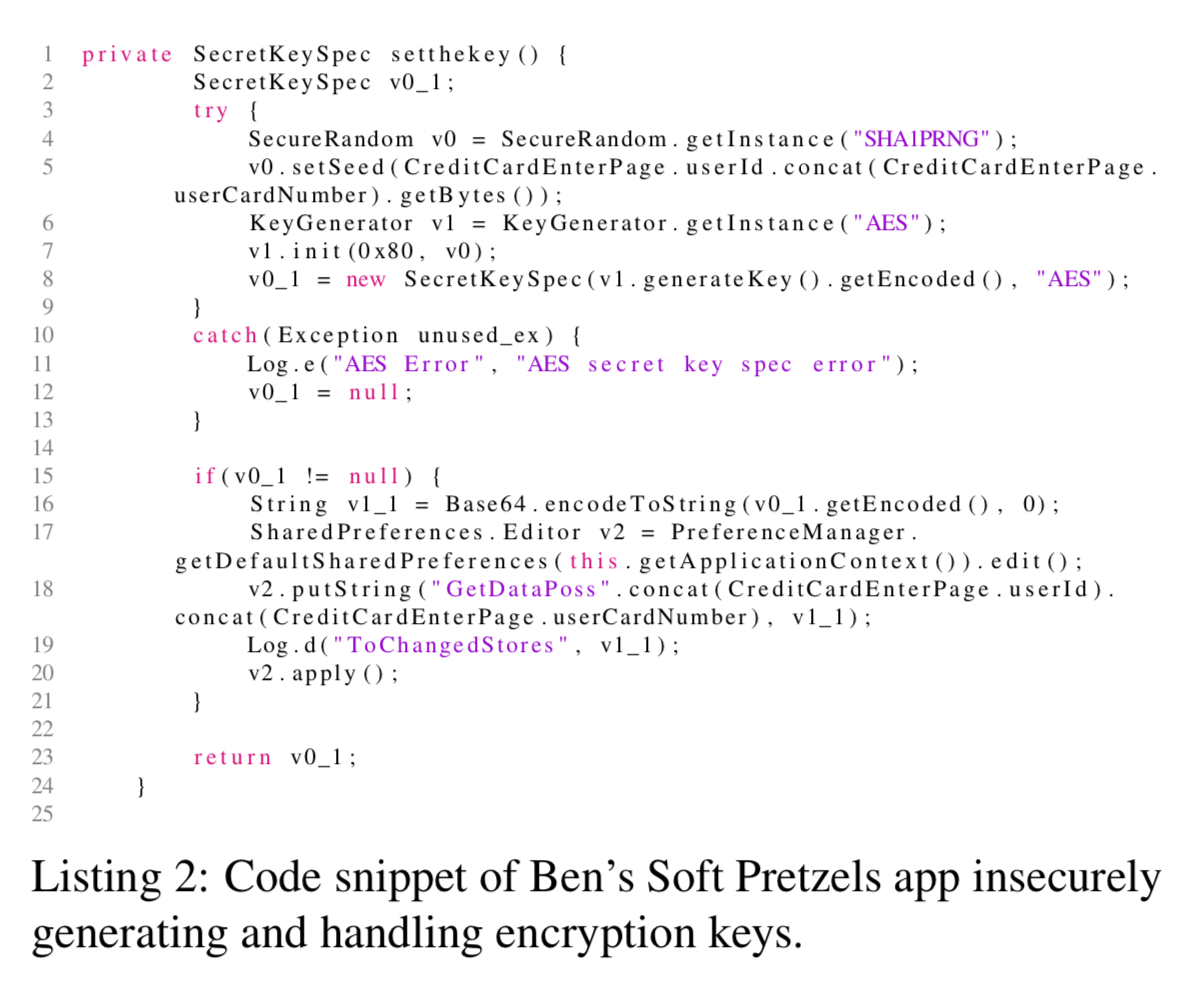 1 private SecretKeySpec setthekey() {
2 SecretKeySpec v0_1;
3 try {
4 SecureRandom v0 = SecureRandom.getInstance("SHA1PRNG");
5 v0.setSeed(CreditCardEnterPage.userId.concat(CreditCardEnterPage.
userCardNumber).getBytes());
6 KeyGenerator v1 = KeyGenerator.getInstance("AES");
7 v1.init(0x80, v0);
8 v0_1 = new SecretKeySpec(v1.generateKey().getEncoded(), "AES");
9 }
10 catch(Exception unused_ex) {
11 Log.e("AES Error", "AES secret key spec error");
12 v0_1 = null;
13 }
14
15 if(v0_1 != null) {
16 String v1_1 = Base64.encodeToString(v0_1.getEncoded(), 0);
17 SharedPreferences.Editor v2 = PreferenceManager.
getDefaultSharedPreferences(this.getApplicationContext()).edit();
18 v2.putString("GetDataPoss".concat(CreditCardEnterPage.userId).
concat(CreditCardEnterPage.userCardNumber), v1_1);
19 Log.d("ToChangedStores", v1_1);
20 v2.apply();
21 }
22
23 return v0_1;
24 }
25
Listing 2: Code snippet of Ben's Soft Pretzels app insecurely
generating and handling encryption keys.